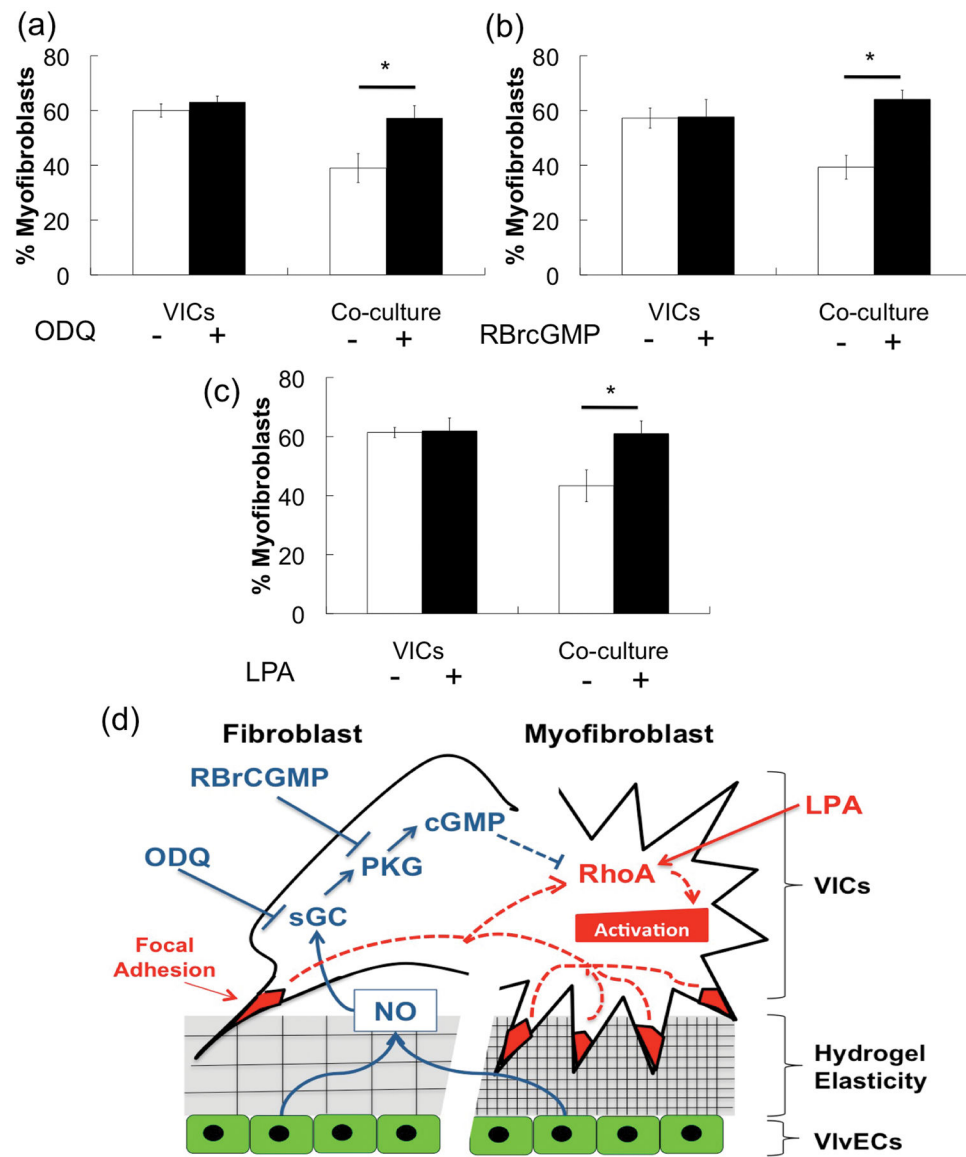 (a)
80
60
40
20
0
% Myofibroblasts
*
VICs
Co-culture
ODQ
- + - +
(b)
80
60
40
20
0
% Myofibroblasts
*
VICs
Co-culture
RBrcGMP
- + - +
(c)
80
60
40
20
0
% Myofibroblasts
*
VICs
Co-culture
LPA
- + - +
(d)
Fibroblast
Myofibroblast
RBrCGMP
cGMP
LPA
ODQ
PKG
RhoA
VICs
sGC
Activation
Focal
Adhesion
NO
Hydrogel
Elasticity
VlvECs